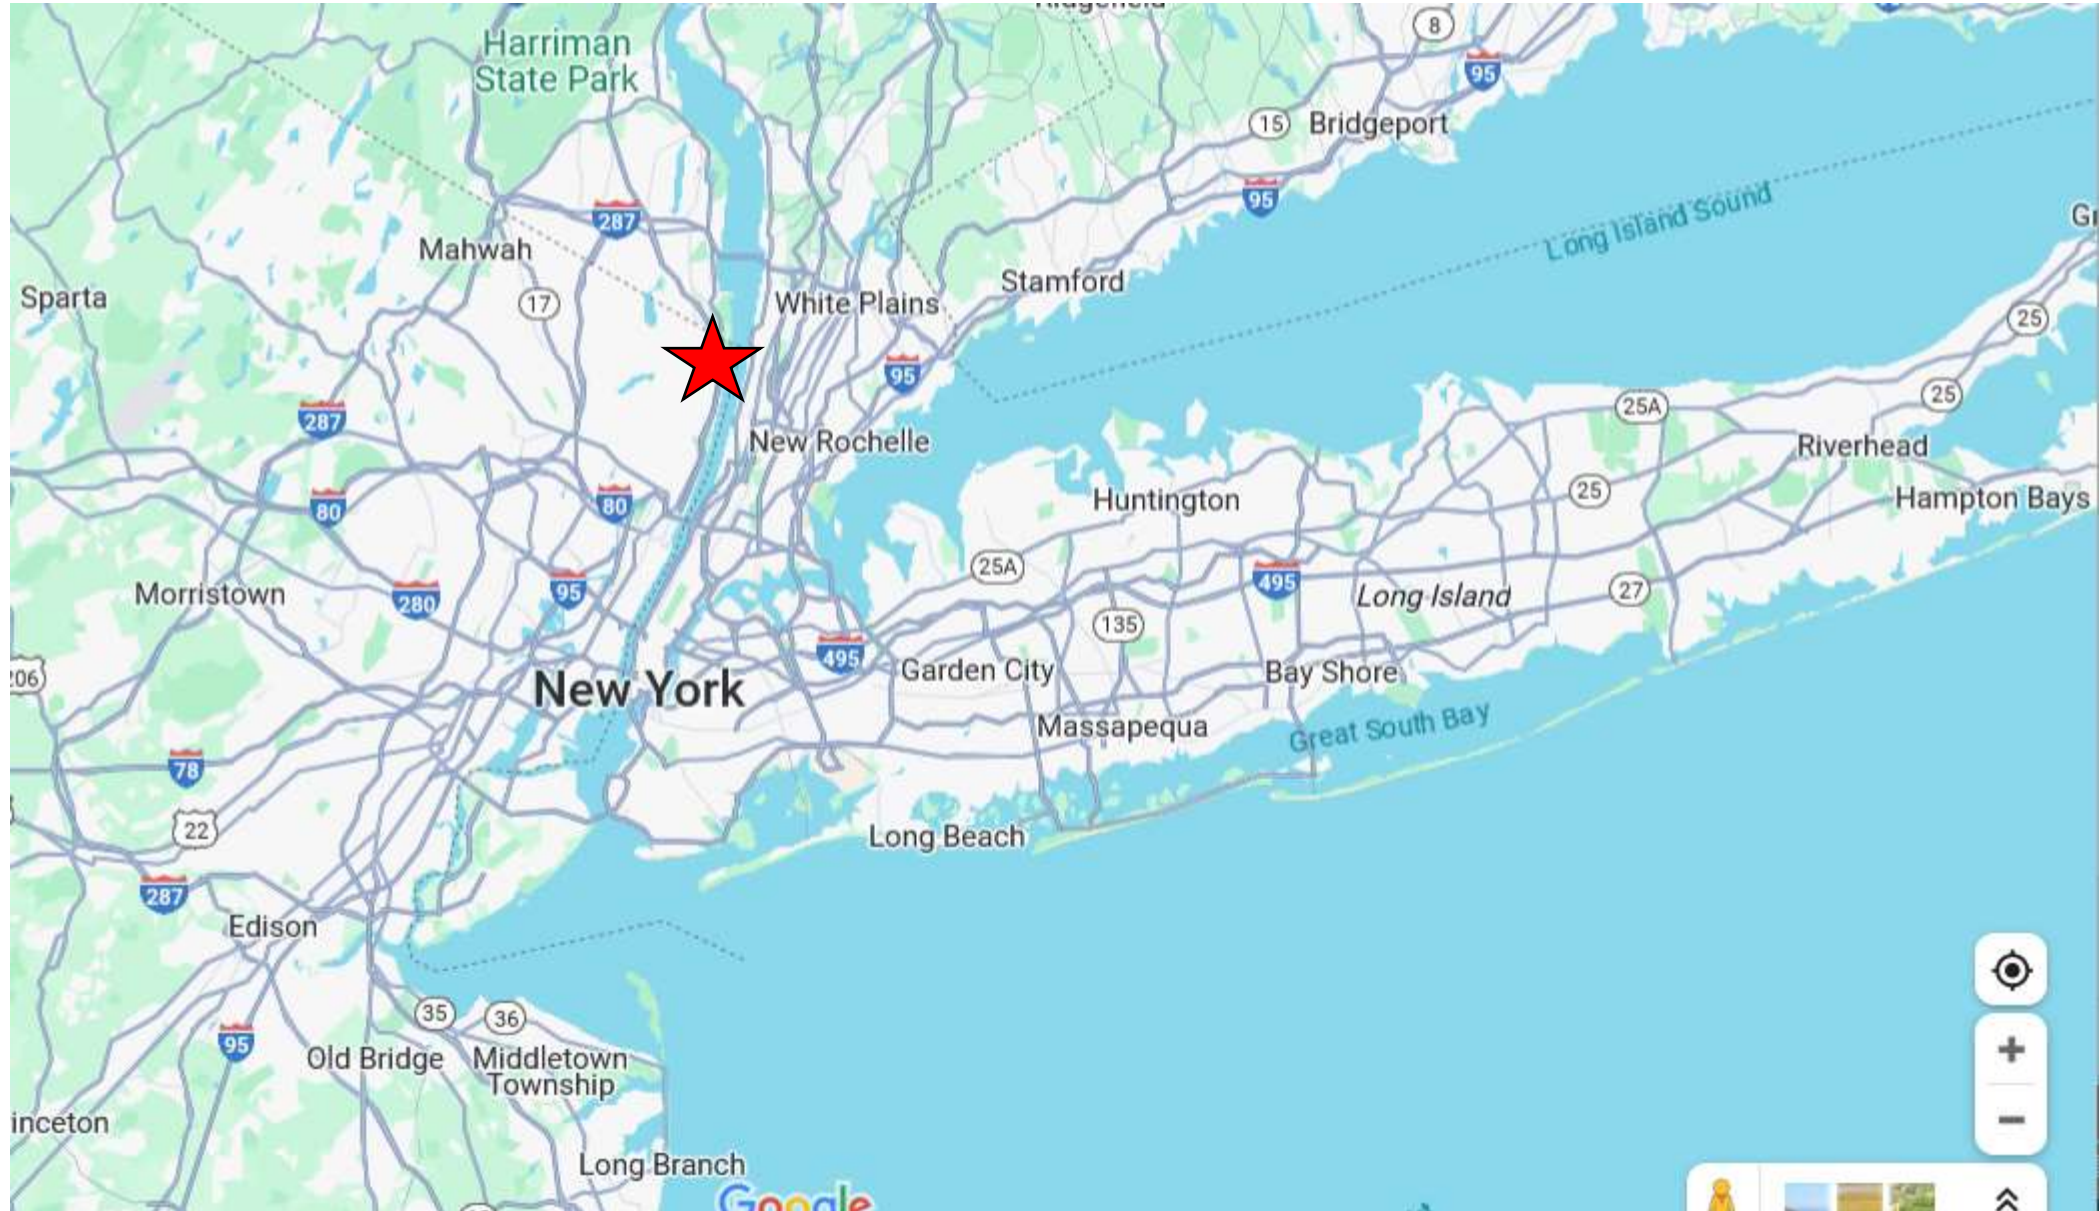 Harriman
State Park
8
95
15
Bridgeport
95
287
Long Island Sound
Mahwah
Sparta
17
White Plains
Stamford
25
95
287
25A
25
New Rochelle
Riverhead
80
80
Huntington
25
Hampton Bays
25A
Morristown
280
95
495
Long Island
27
135
495
Garden City
Bay Shore
New York
Massapequa
Great South Bay
78
22
Long Beach
287
Edison
35
36
95
Old Bridge
Middletown
Township
Long Branch
Google